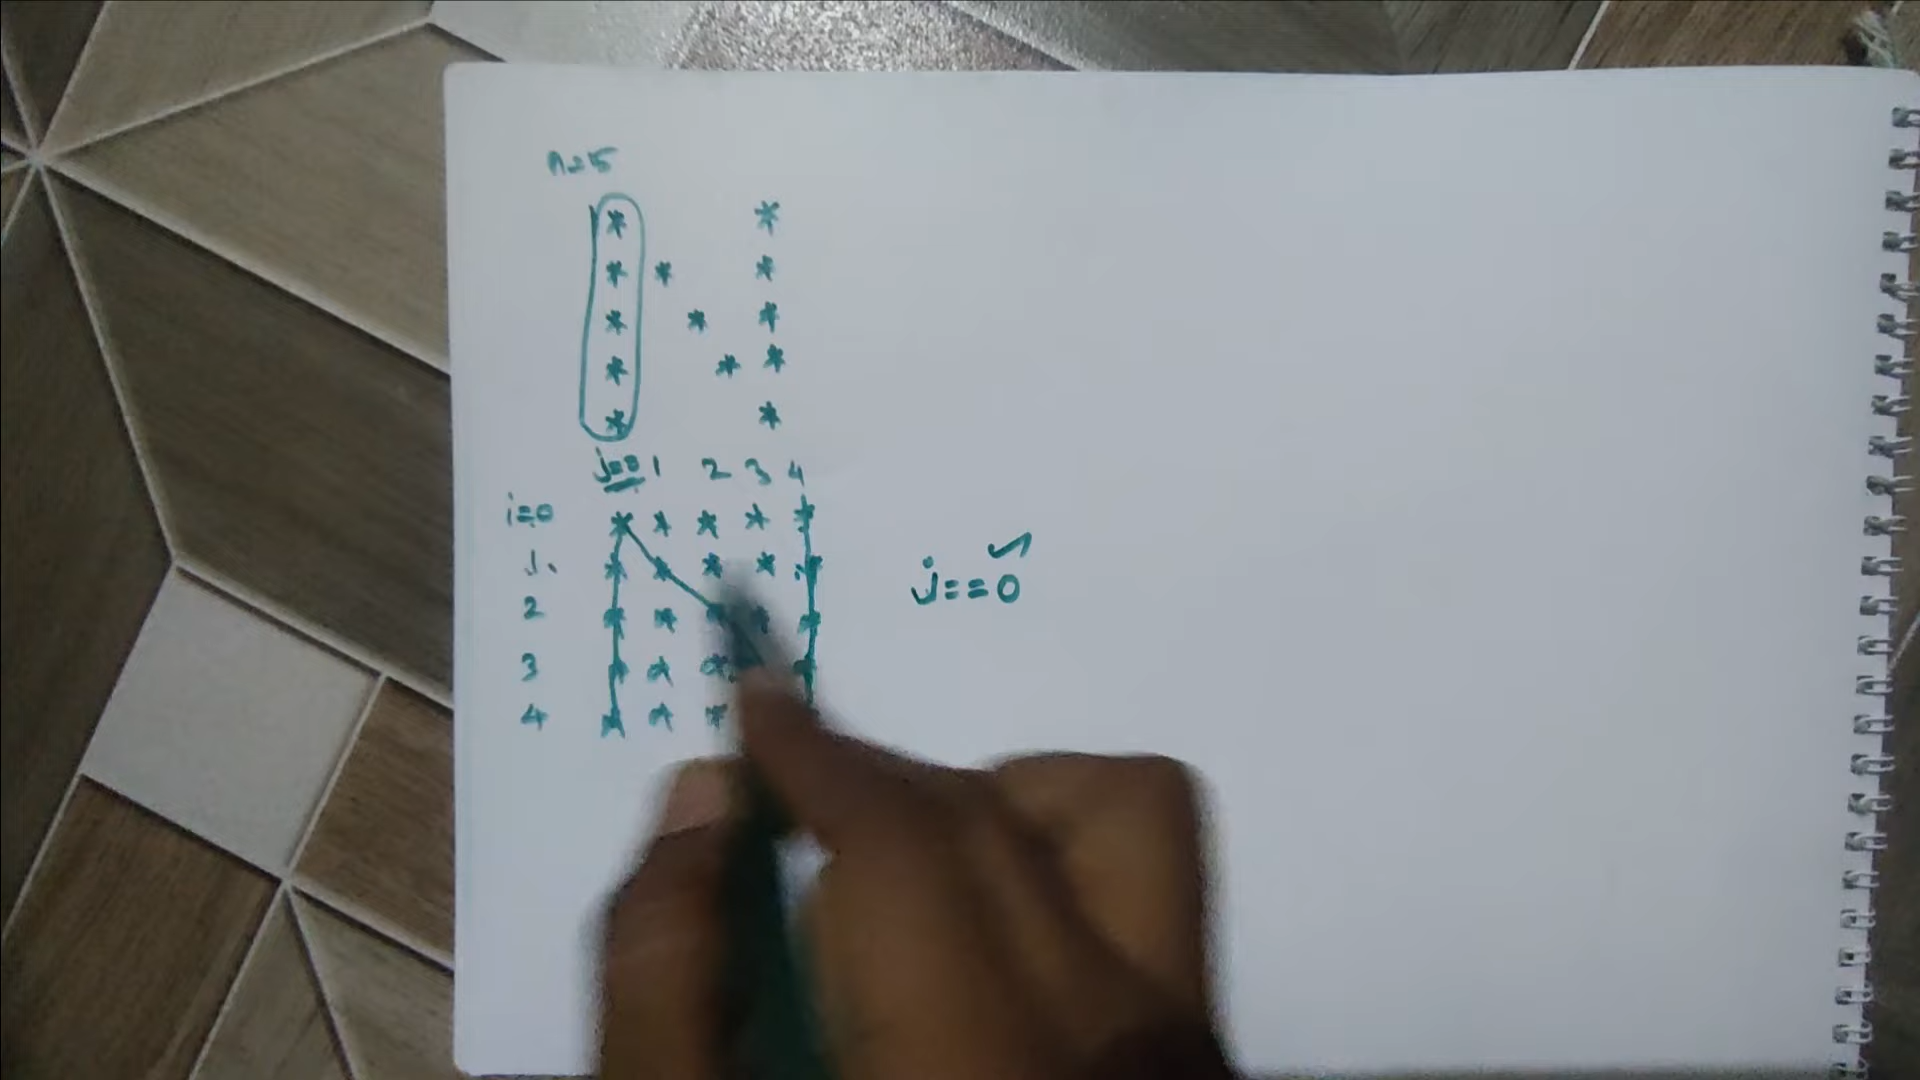 n=5
*      *
* *    *
*   *  *
*    * *
*      *
j=0 1 2 3 4
i=0 * * * * *
1. * * * * *
2 * * * * *
3 * * * *
4 * * *
j==0 ✓